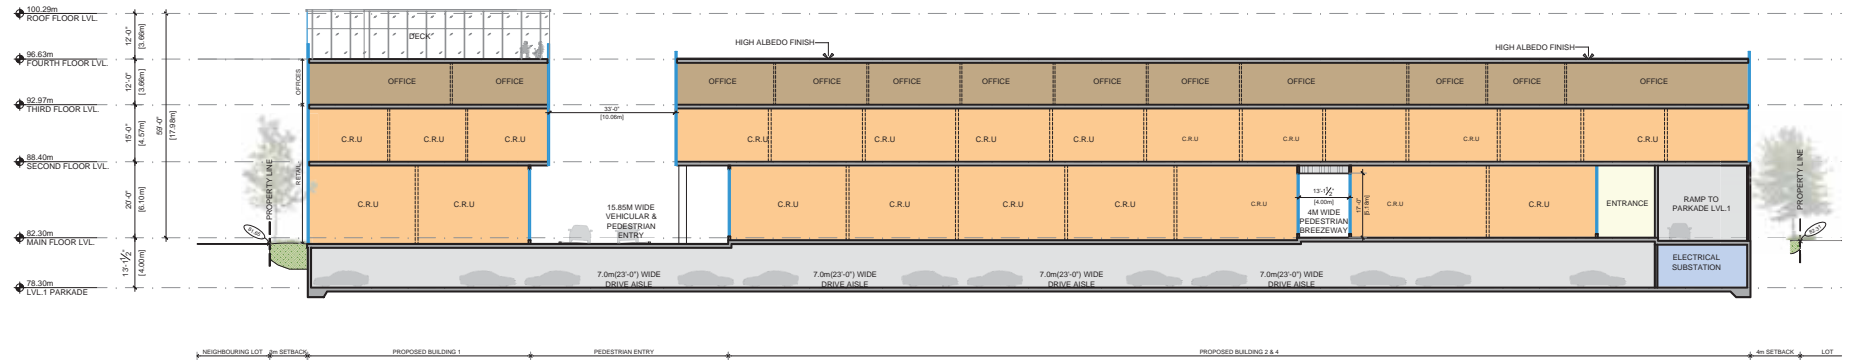 100.29m
ROOF FLOOR LVL.
12'-0"
[3.66m]
DECK
96.63m
FOURTH FLOOR LVL.
HIGH ALBEDO FINISH
HIGH ALBEDO FINISH
12'-0"
[3.66m]
OFFICES
OFFICE
OFFICE
OFFICE
OFFICE
OFFICE
OFFICE
OFFICE
OFFICE
OFFICE
OFFICE
OFFICE
OFFICE
92.97m
THIRD FLOOR LVL.
59'-0"
[17.98m]
33'-0"
[10.06m]
15'-0"
[4.57m]
C.R.U
C.R.U
C.R.U
C.R.U
C.R.U
C.R.U
C.R.U
C.R.U
C.R.U
C.R.U
C.R.U
88.40m
SECOND FLOOR LVL.
RETAIL
PROPERTY LINE
PROPERTY LINE
20'-0"
[6.10m]
C.R.U
C.R.U
15.85M WIDE
VEHICULAR &
PEDESTRIAN
ENTRY
C.R.U
C.R.U
C.R.U
C.R.U
C.R.U
13'-1½"
[4.00m]
4M WIDE
PEDESTRIAN
BREEZEWAY
17'-0"
[5.18m]
C.R.U
C.R.U
ENTRANCE
RAMP TO
PARKADE LVL.1
82.30m
MAIN FLOOR LVL.
13'-1½"
[4.00m]
7.0m(23'-0") WIDE
DRIVE AISLE
7.0m(23'-0") WIDE
DRIVE AISLE
7.0m(23'-0") WIDE
DRIVE AISLE
7.0m(23'-0") WIDE
DRIVE AISLE
ELECTRICAL
SUBSTATION
78.30m
LVL.1 PARKADE
NEIGHBOURING LOT
3m SETBACK
PROPOSED BUILDING 1
PEDESTRIAN ENTRY
PROPOSED BUILDING 2 & 4
4m SETBACK
LOT